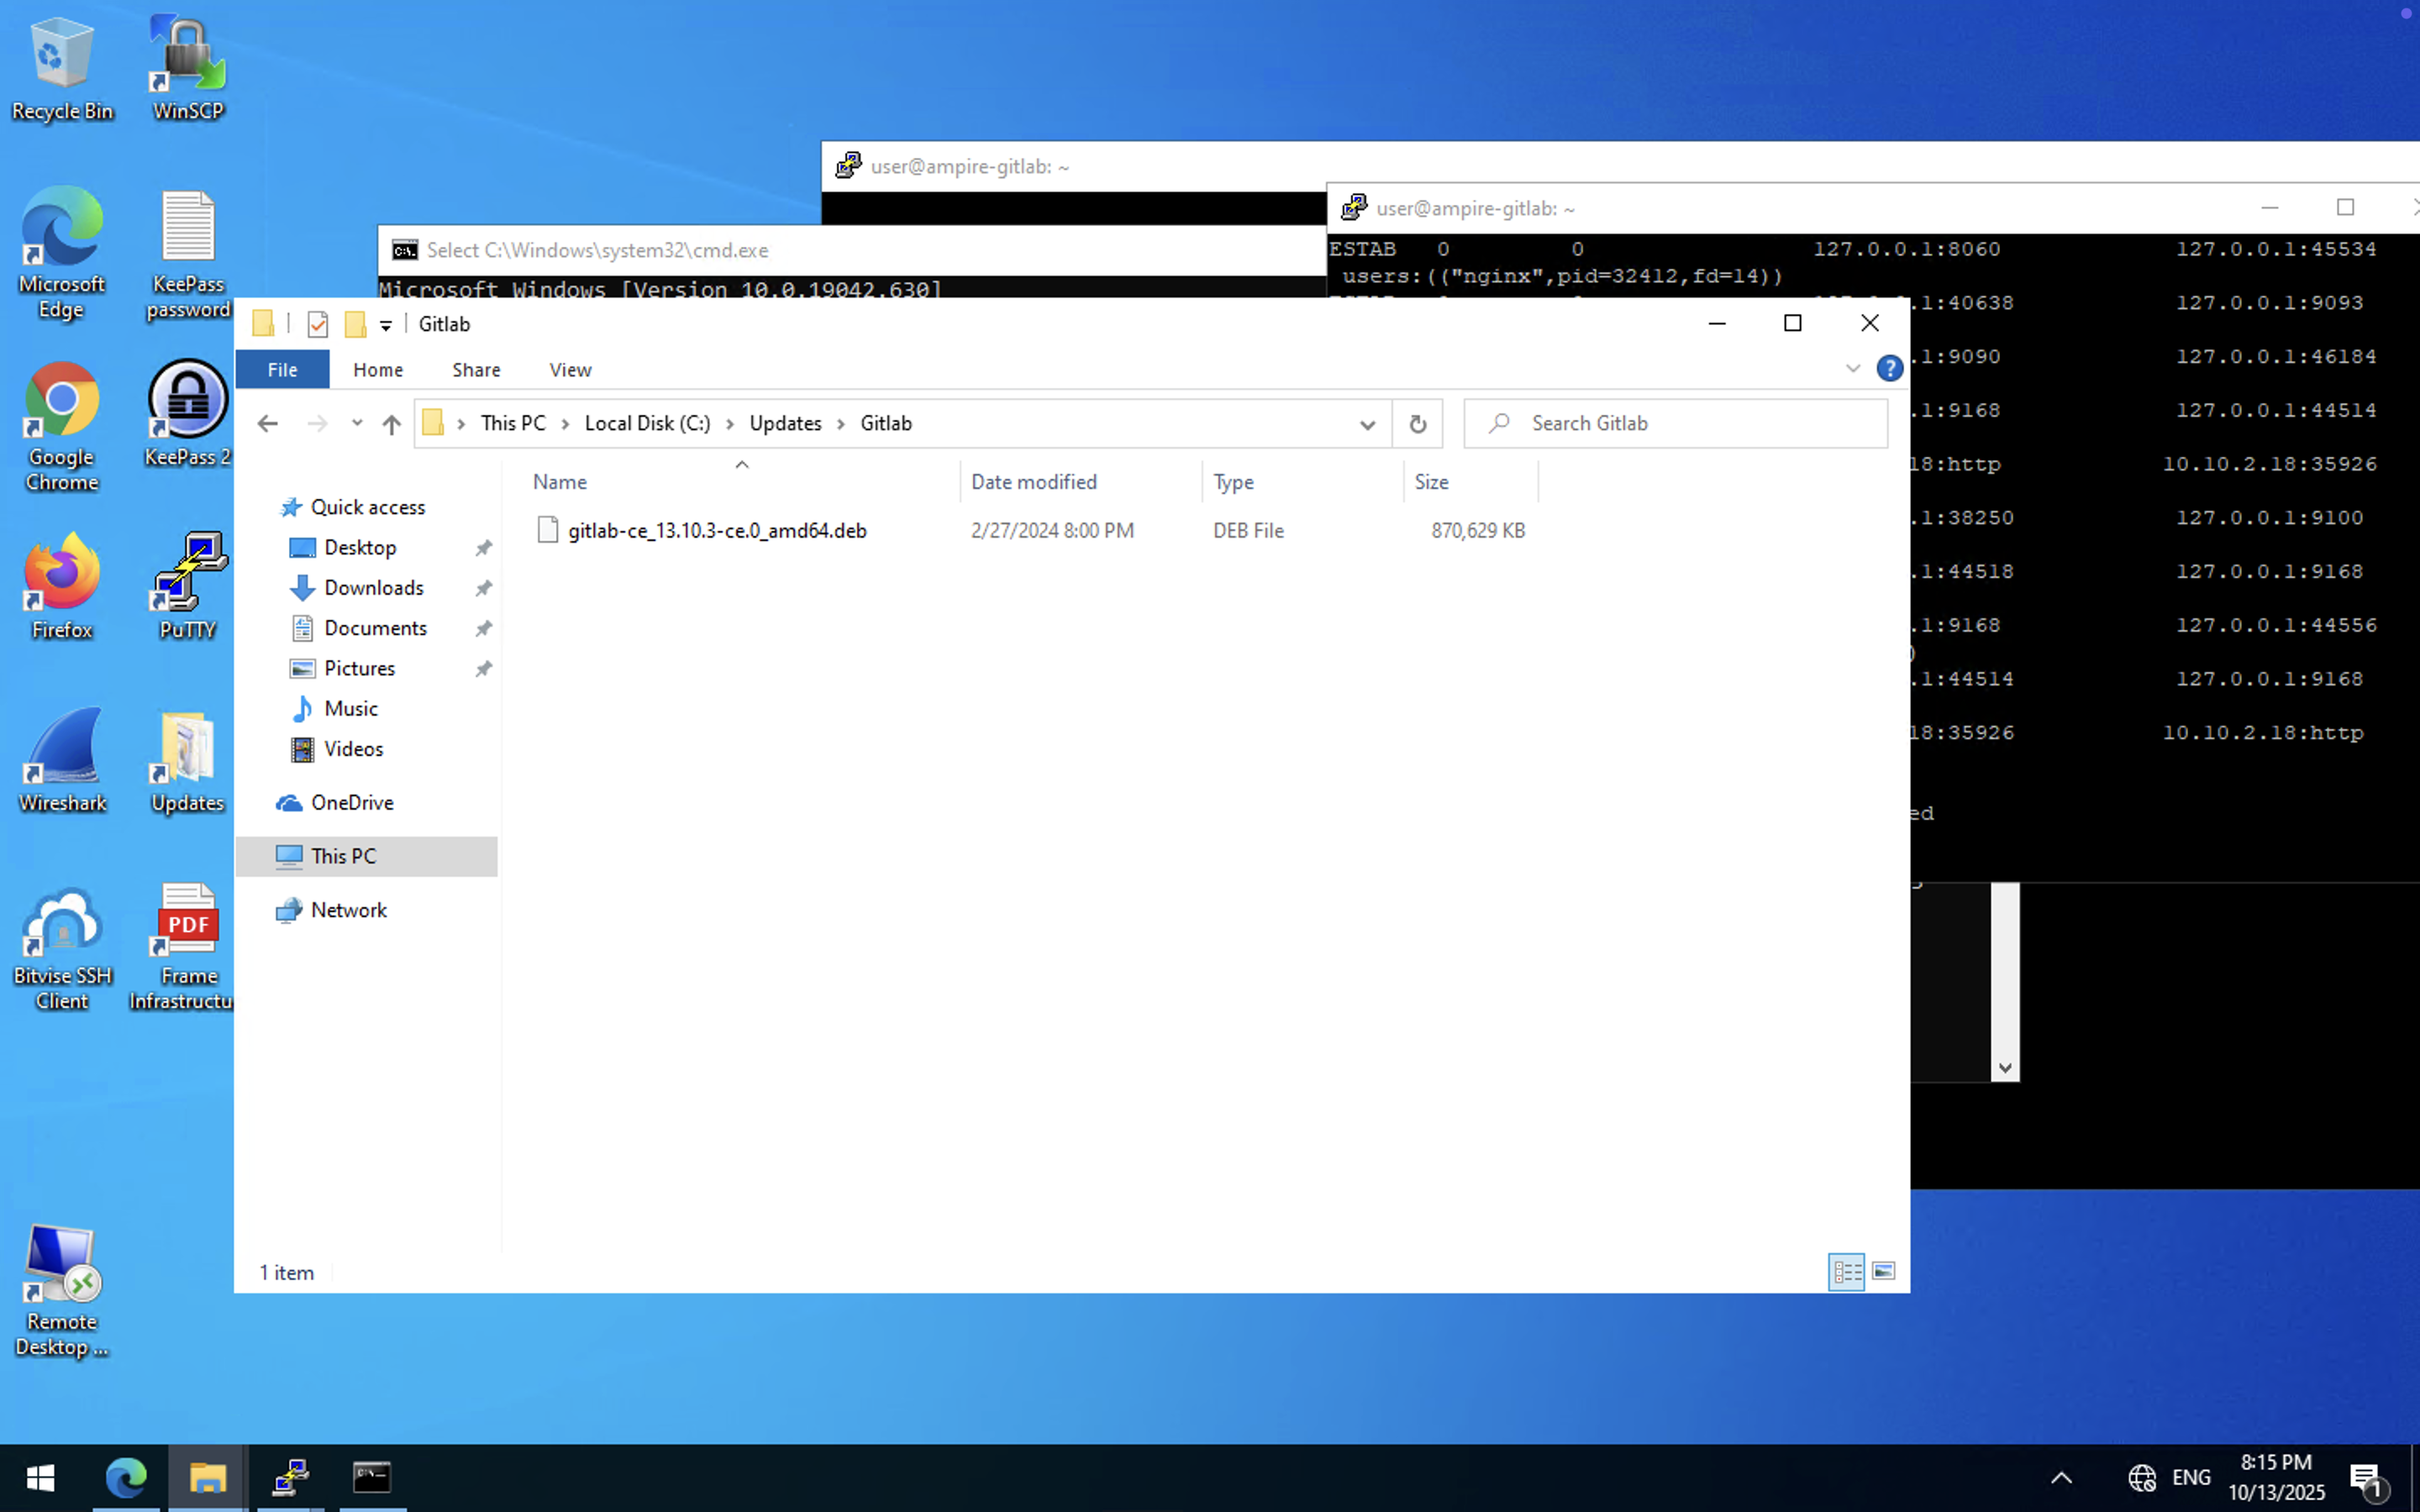 Recycle Bin
WinSCP
Microsoft
Edge
KeePass
password
Google
Chrome
KeePass 2
Firefox
PuTTY
Wireshark
Updates
Bitvise SSH
Client
Frame
Infrastructu
Remote
Desktop ...
user@ampire-gitlab: ~
user@ampire-gitlab: ~
ESTAB 0 0 127.0.0.1:8060 127.0.0.1:45534
users:(("nginx",pid=32412,fd=14))
.1:40638 127.0.0.1:9093
.1:9090 127.0.0.1:46184
.1:9168 127.0.0.1:44514
18:http 10.10.2.18:35926
.1:38250 127.0.0.1:9100
.1:44518 127.0.0.1:9168
.1:9168 127.0.0.1:44556
)
.1:44514 127.0.0.1:9168
18:35926 10.10.2.18:http
ed
Select C:\Windows\system32\cmd.exe
Microsoft Windows [Version 10.0.19042.630]
Gitlab
File Home Share View
This PC › Local Disk (C:) › Updates › Gitlab
Search Gitlab
Name Date modified Type Size
gitlab-ce_13.10.3-ce.0_amd64.deb 2/27/2024 8:00 PM DEB File 870,629 KB
Quick access
Desktop
Downloads
Documents
Pictures
Music
Videos
OneDrive
This PC
Network
1 item
ENG
8:15 PM
10/13/2025
1